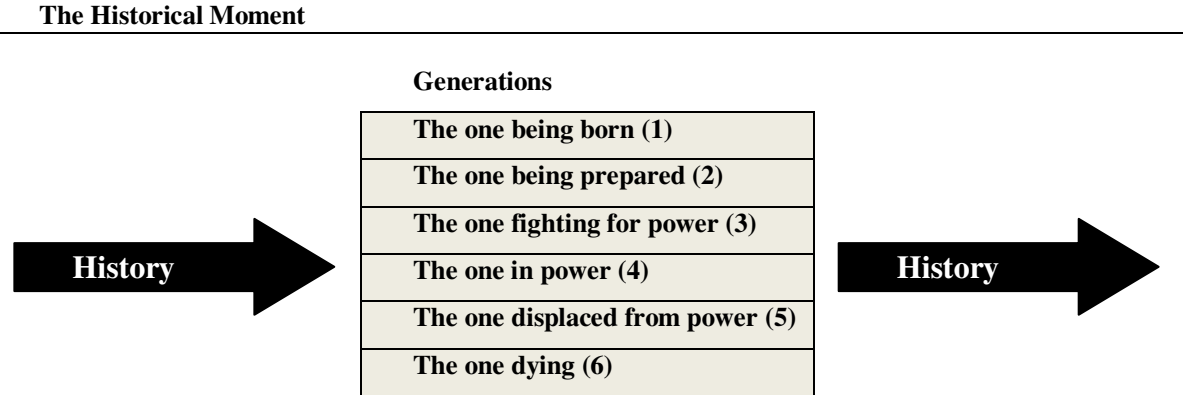 The Historical Moment
Generations
The one being born (1)
The one being prepared (2)
The one fighting for power (3)
History
The one in power (4)
History
The one displaced from power (5)
The one dying (6)